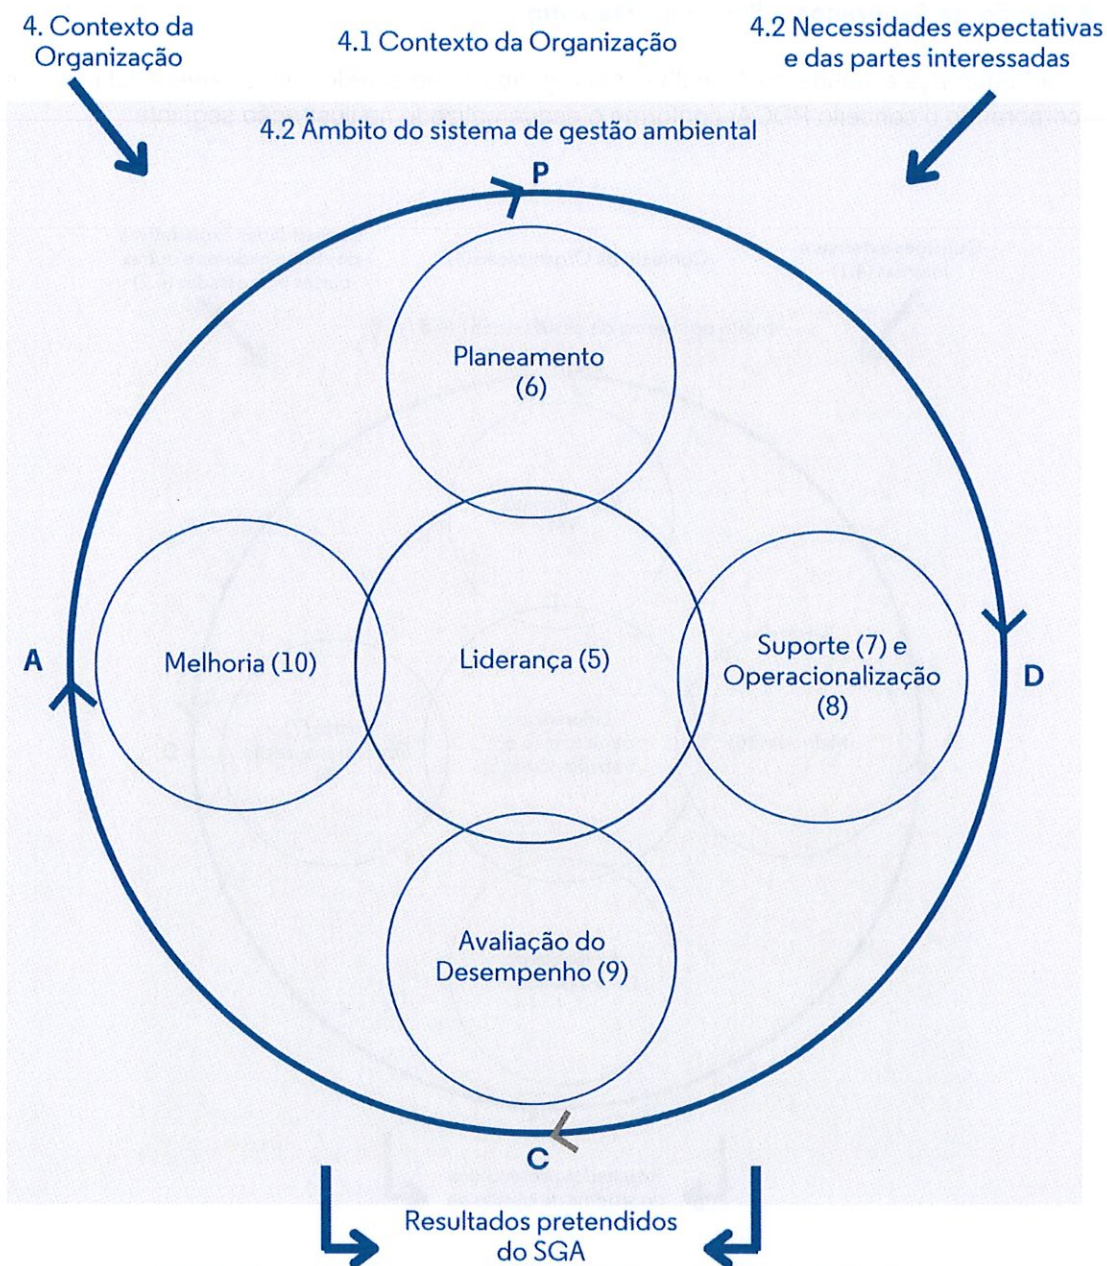 4. Contexto da
Organização
4.1 Contexto da Organização
4.2 Necessidades expectativas
e das partes interessadas
4.2 Âmbito do sistema de gestão ambiental
P
Planeamento
(6)
A
Melhoria (10)
Liderança (5)
Suporte (7) e
Operacionalização
(8)
D
Avaliação do
Desempenho (9)
C
Resultados pretendidos
do SGA